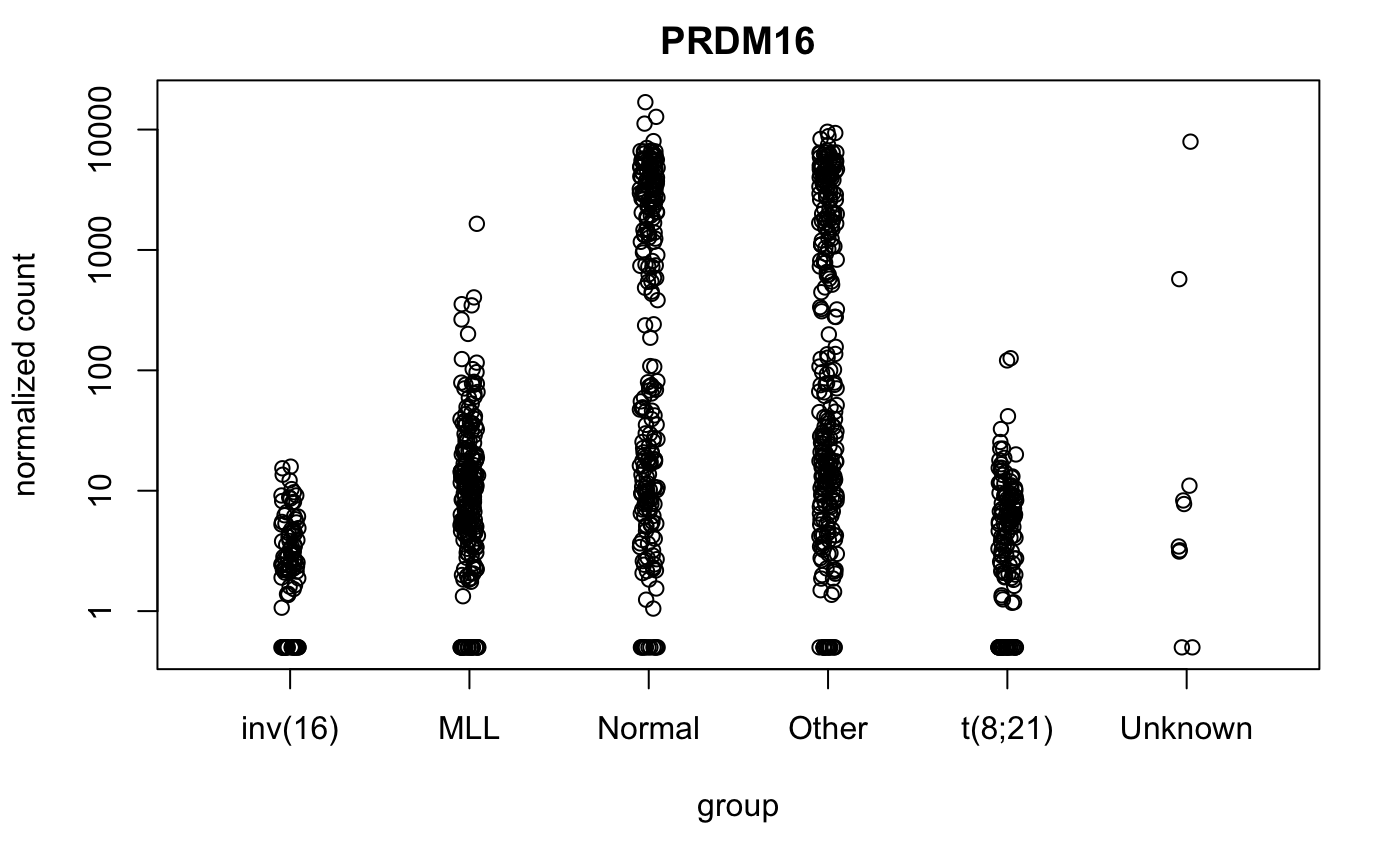 PRDM16
normalized count
10000
1000
100
10
1
inv(16)
MLL
Normal
Other
t(8;21)
Unknown
group